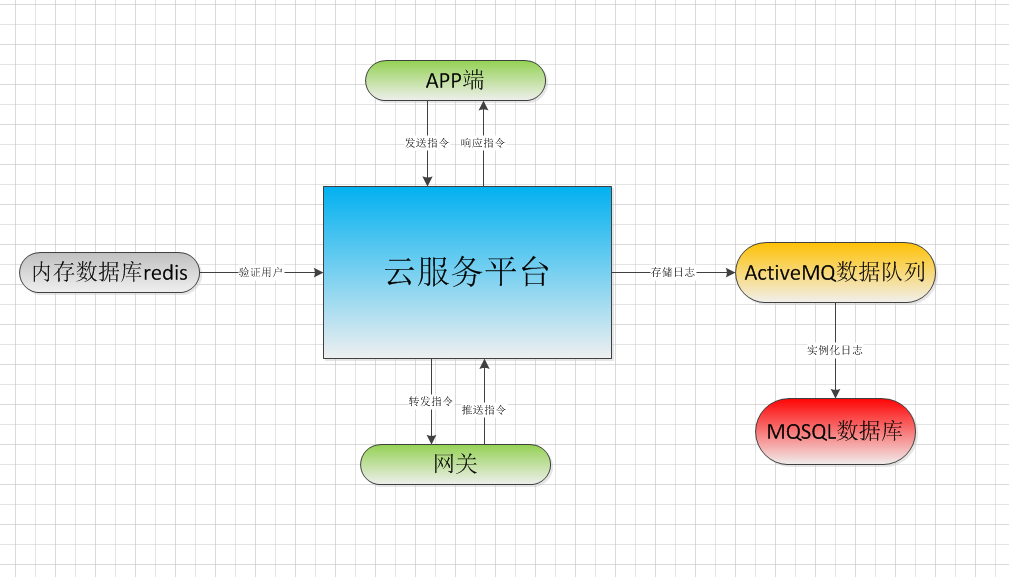 APP端
发送指令
响应指令
内存数据库redis
验证用户
云服务平台
存储日志
ActiveMQ数据队列
实例化日志
转发指令
推送指令
MQSQL数据库
网关